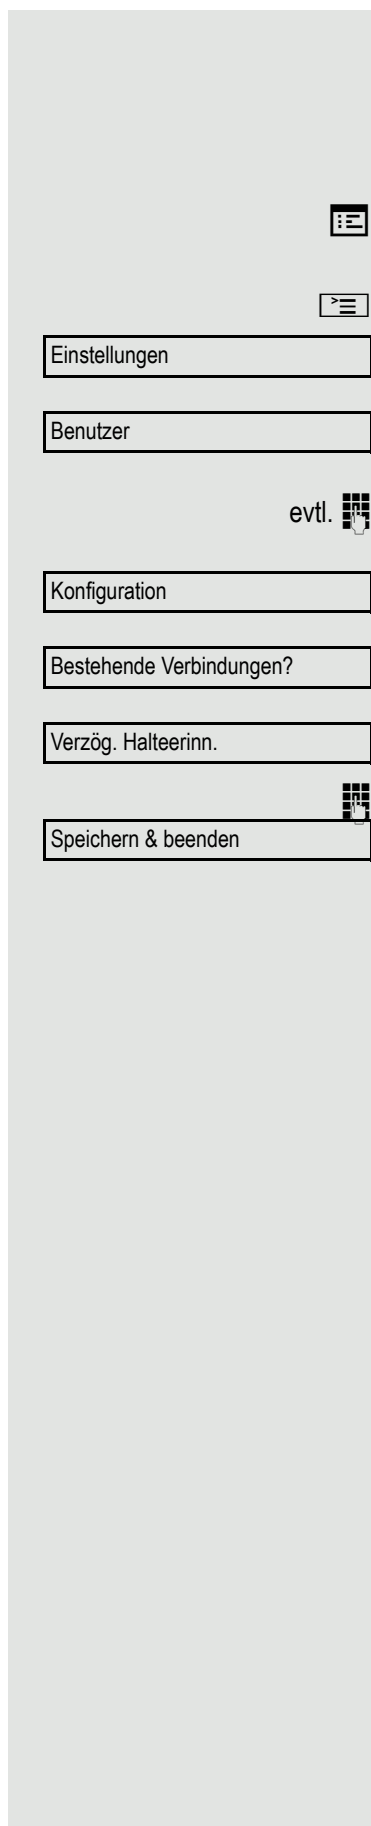 Einstellungen
Benutzer
evtl.
Konfiguration
Bestehende Verbindungen?
Verzög. Halteerinn.
Speichern & beenden